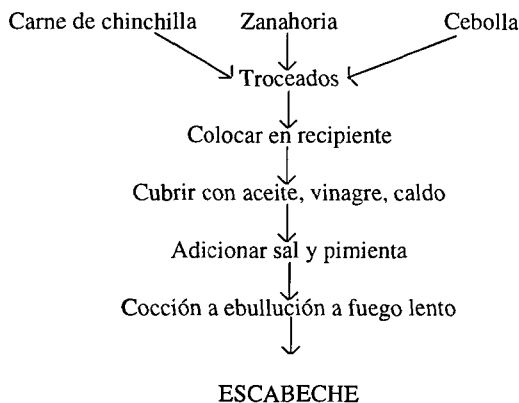 Carne de chinchilla Zanahoria Cebolla
Troceados
Colocar en recipiente
Cubrir con aceite, vinagre, caldo
Adicionar sal y pimienta
Cocción a ebullución a fuego lento
ESCABECHE